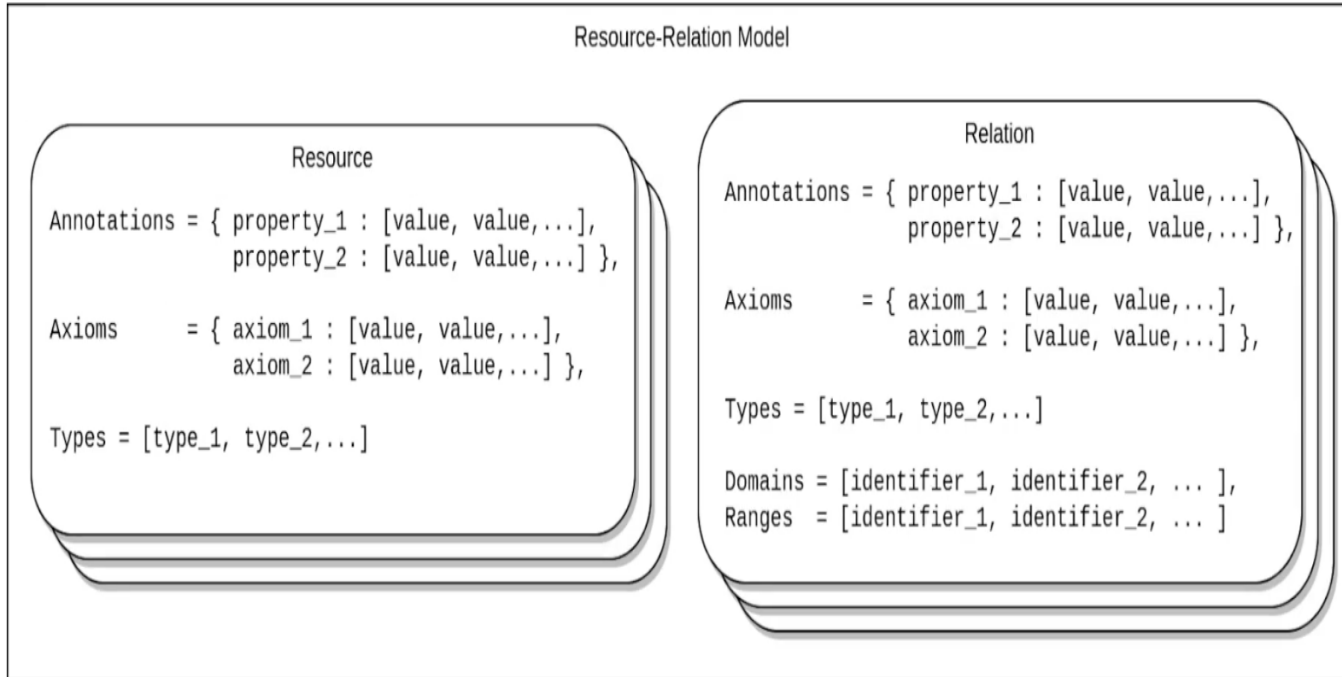 Resource-Relation Model
Resource
Annotations = { property_1 : [value, value,...],
property_2 : [value, value,...] },
Axioms = { axiom_1 : [value, value,...],
axiom_2 : [value, value,...] },
Types = [type_1, type_2,...]
Relation
Annotations = { property_1 : [value, value,...],
property_2 : [value, value,...] },
Axioms = { axiom_1 : [value, value,...],
axiom_2 : [value, value,...] },
Types = [type_1, type_2,...]
Domains = [identifier_1, identifier_2, ... ],
Ranges = [identifier_1, identifier_2, ... ]